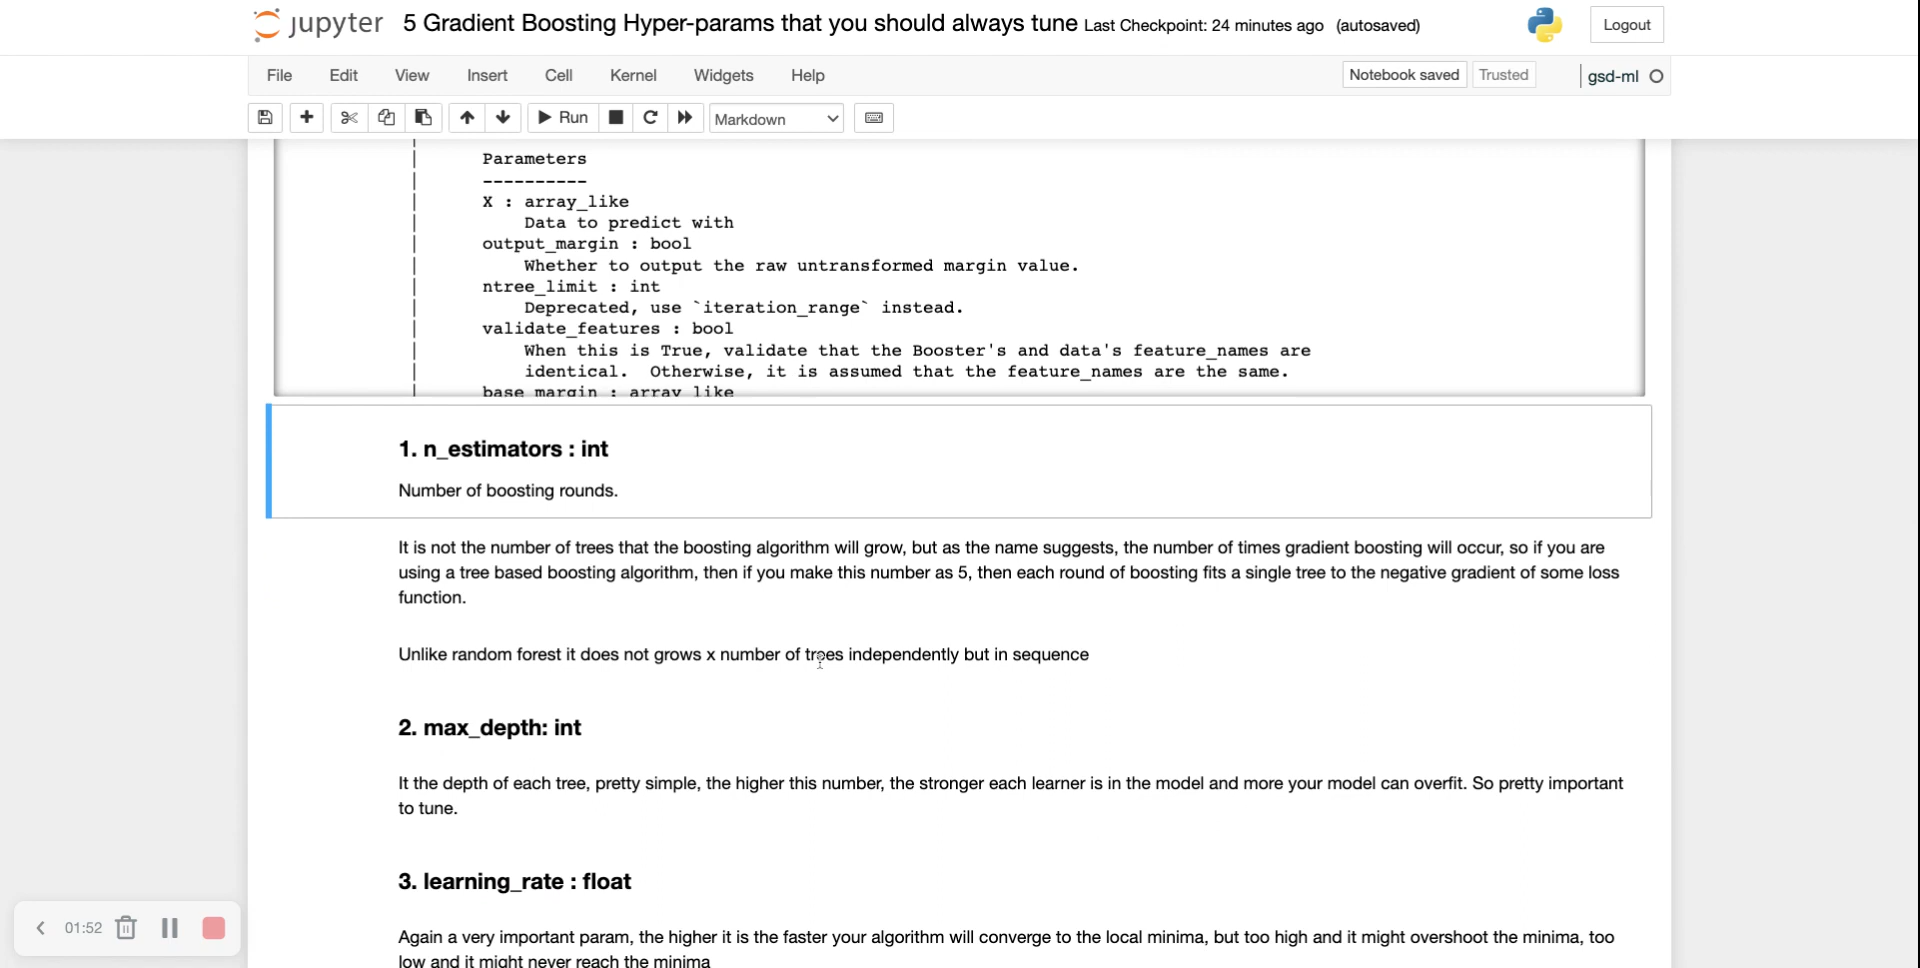 jupyter 5 Gradient Boosting Hyper-params that you should always tune Last Checkpoint: 24 minutes ago (autosaved) Logout
File Edit View Insert Cell Kernel Widgets Help Notebook saved Trusted gsd-ml
Run Markdown
Parameters
----------
X : array_like
Data to predict with
output_margin : bool
Whether to output the raw untransformed margin value.
ntree_limit : int
Deprecated, use `iteration_range` instead.
validate_features : bool
When this is True, validate that the Booster's and data's feature_names are
identical.  Otherwise, it is assumed that the feature_names are the same.
base_margin : array_like
1. n_estimators : int
Number of boosting rounds.
It is not the number of trees that the boosting algorithm will grow, but as the name suggests, the number of times gradient boosting will occur, so if you are
using a tree based boosting algorithm, then if you make this number as 5, then each round of boosting fits a single tree to the negative gradient of some loss
function.
Unlike random forest it does not grows x number of trees independently but in sequence
2. max_depth: int
It the depth of each tree, pretty simple, the higher this number, the stronger each learner is in the model and more your model can overfit. So pretty important
to tune.
3. learning_rate : float
Again a very important param, the higher it is the faster your algorithm will converge to the local minima, but too high and it might overshoot the minima, too
low and it might never reach the minima
01:52